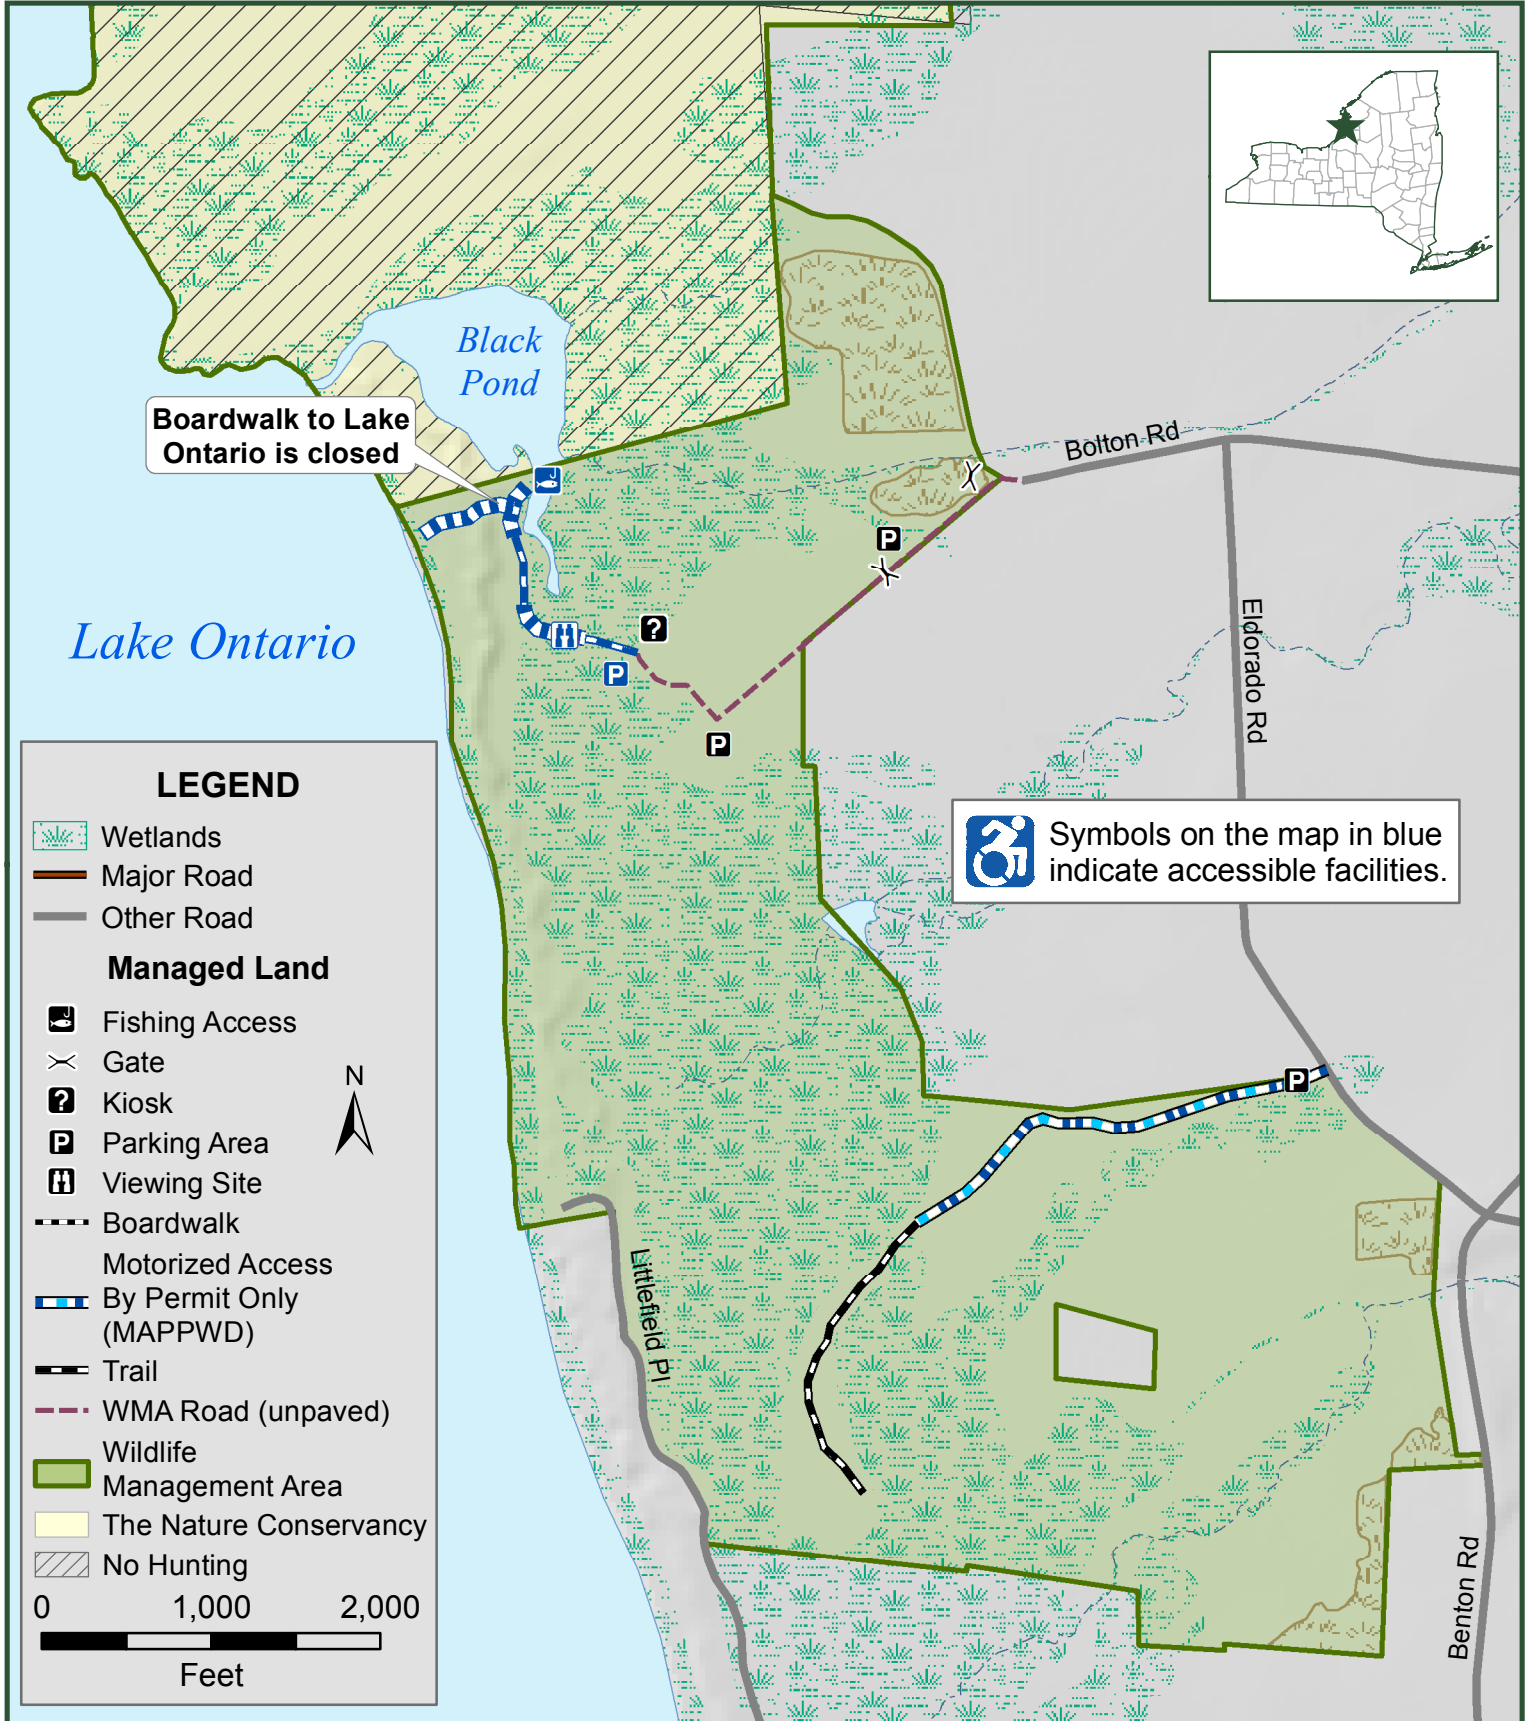 Black
Pond
Boardwalk to Lake
Ontario is closed
Bolton Rd
P
Eldorado Rd
Lake Ontario
?
P
P
Symbols on the map in blue
indicate accessible facilities.
LEGEND
Wetlands
Major Road
Other Road
Managed Land
Fishing Access
Gate
? Kiosk
P Parking Area
Viewing Site
Boardwalk
Motorized Access
By Permit Only
(MAPPWD)
Trail
WMA Road (unpaved)
Wildlife
Management Area
The Nature Conservancy
No Hunting
N
0 1,000 2,000
Feet
P
Littlefield Pl
Benton Rd